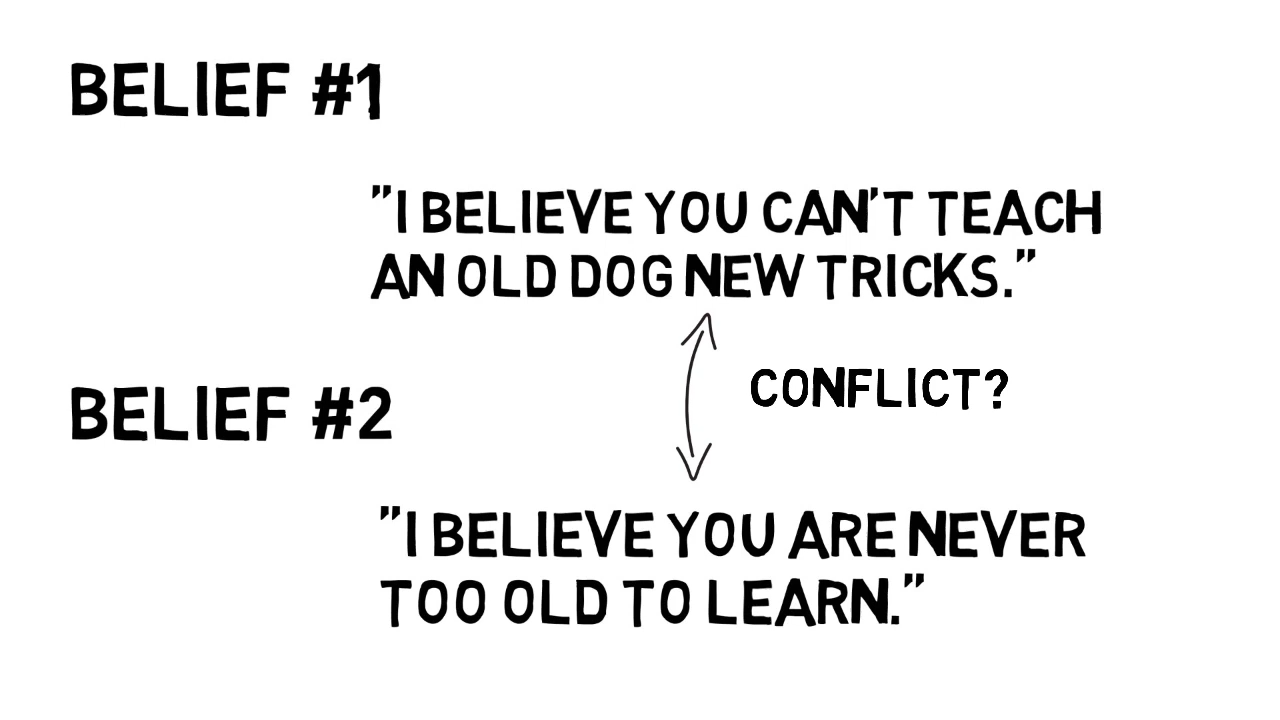 BELIEF #1
"I BELIEVE YOU CAN'T TEACH
AN OLD DOG NEW TRICKS."
CONFLICT?
BELIEF #2
"I BELIEVE YOU ARE NEVER
TOO OLD TO LEARN."